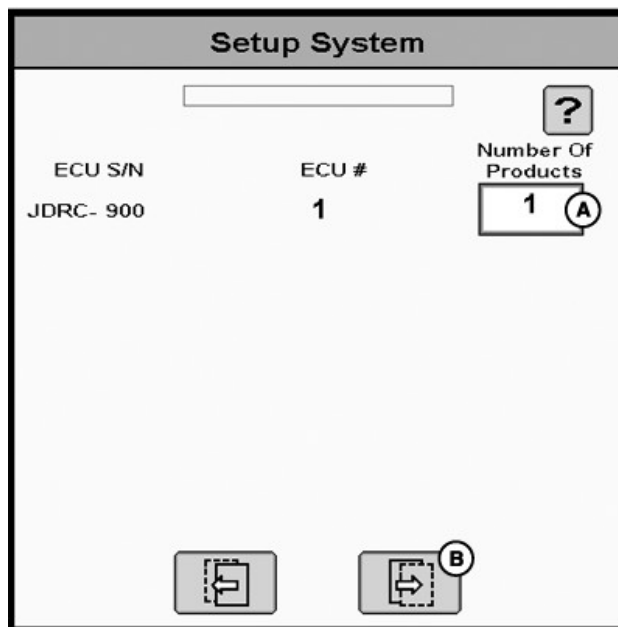 Setup System
?
ECU S/N ECU # Number Of
Products
JDRC- 900 1 1 A
B